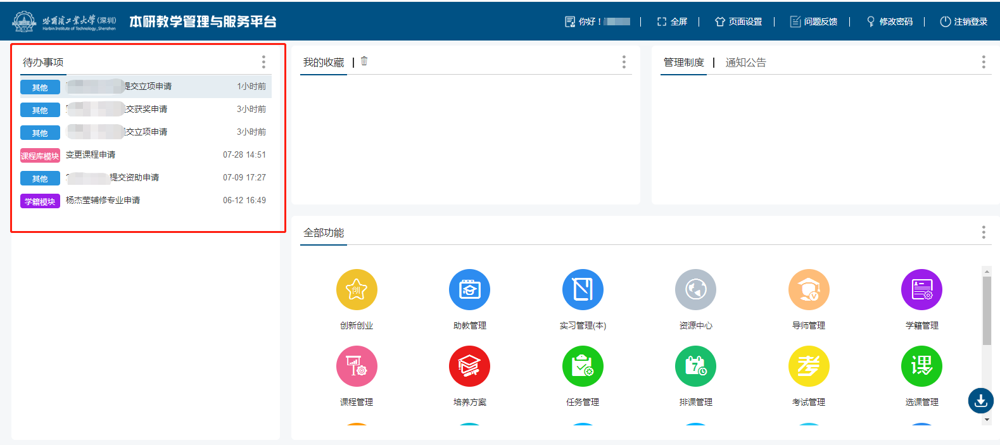 哈尔滨工业大学(深圳)
Harbin Institute of Technology, Shenzhen
本研教学管理与服务平台
你好！
全屏
页面设置
问题反馈
修改密码
注销登录
待办事项
其他 提交立项申请 1小时前
其他 交获奖申请 3小时前
其他 交立项申请 3小时前
课程库模块 变更课程申请 07-28 14:51
其他 提交资助申请 07-09 17:27
学籍模块 杨杰莹辅修专业申请 06-12 16:49
我的收藏
管理制度 通知公告
全部功能
创
创新创业 助教管理 实习管理(本) 资源中心 导师管理 学籍管理
7 考 课
课程管理 培养方案 任务管理 排课管理 考试管理 选课管理